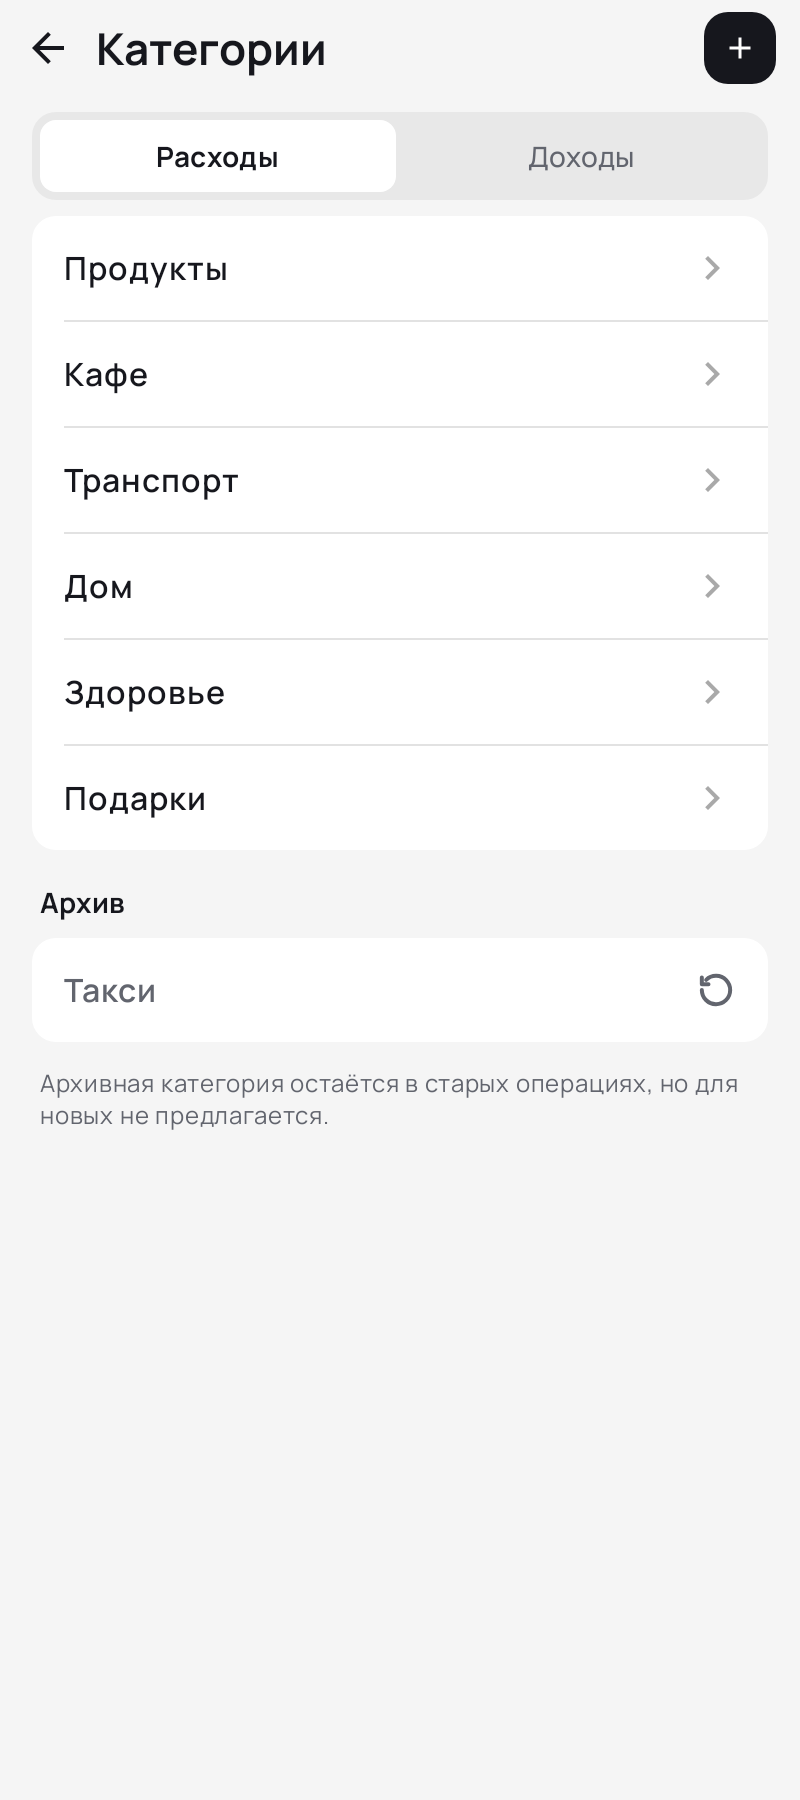 Категории
Расходы
Доходы
Продукты
Кафе
Транспорт
Дом
Здоровье
Подарки
Архив
Такси
Архивная категория остаётся в старых операциях, но для
новых не предлагается.